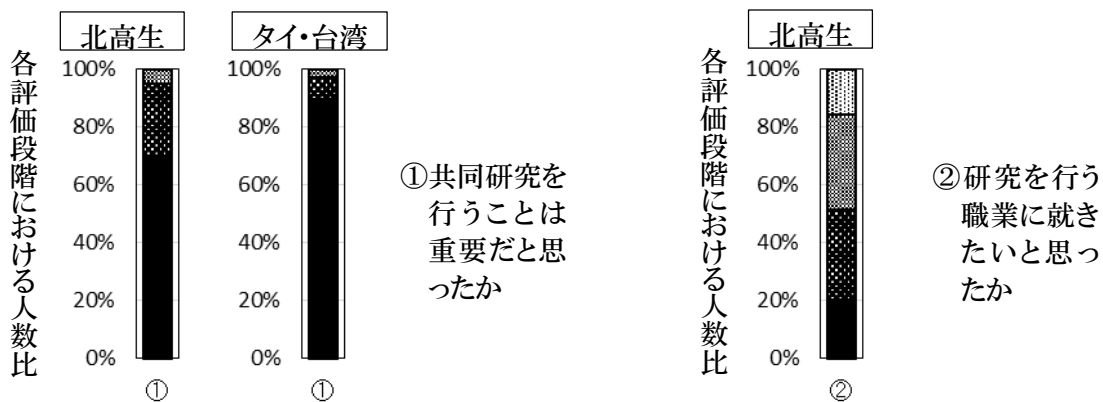 北高生
タイ・台湾
各評価段階における人数比
100%
80%
60%
40%
20%
0%
①
100%
80%
60%
40%
20%
0%
①
①共同研究を
行うことは
重要だと思
ったか
北高生
各評価段階における人数比
100%
80%
60%
40%
20%
0%
②
②研究を行う
職業に就き
たいと思っ
たか